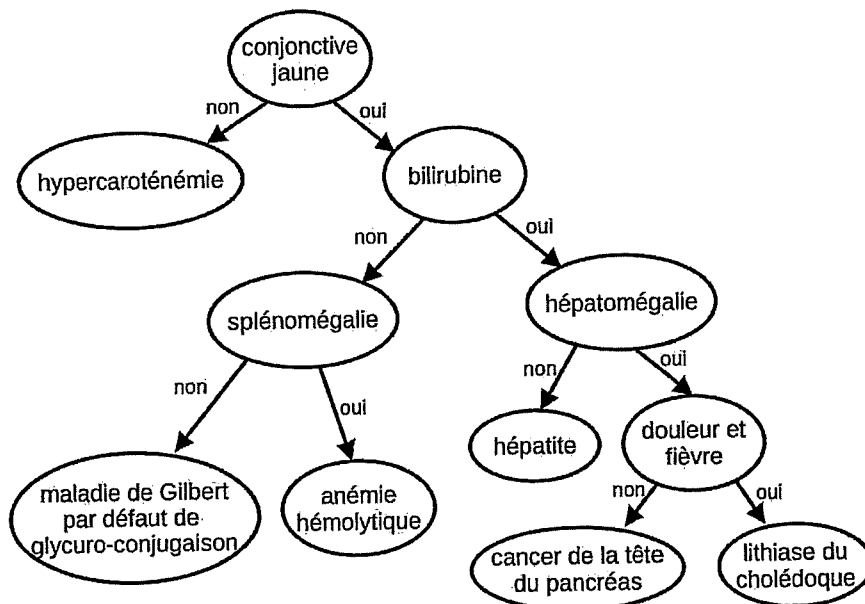 conjonctive
jaune
non
oui
hypercaroténémie
bilirubine
non
oui
splénomégalie
hépatomégalie
non
oui
non
oui
hépatite
douleur et
fièvre
maladie de Gilbert
par défaut de
glycuro-conjugaison
anémie
hémolytique
non
oui
cancer de la tête
du pancréas
lithiase du
cholédoque